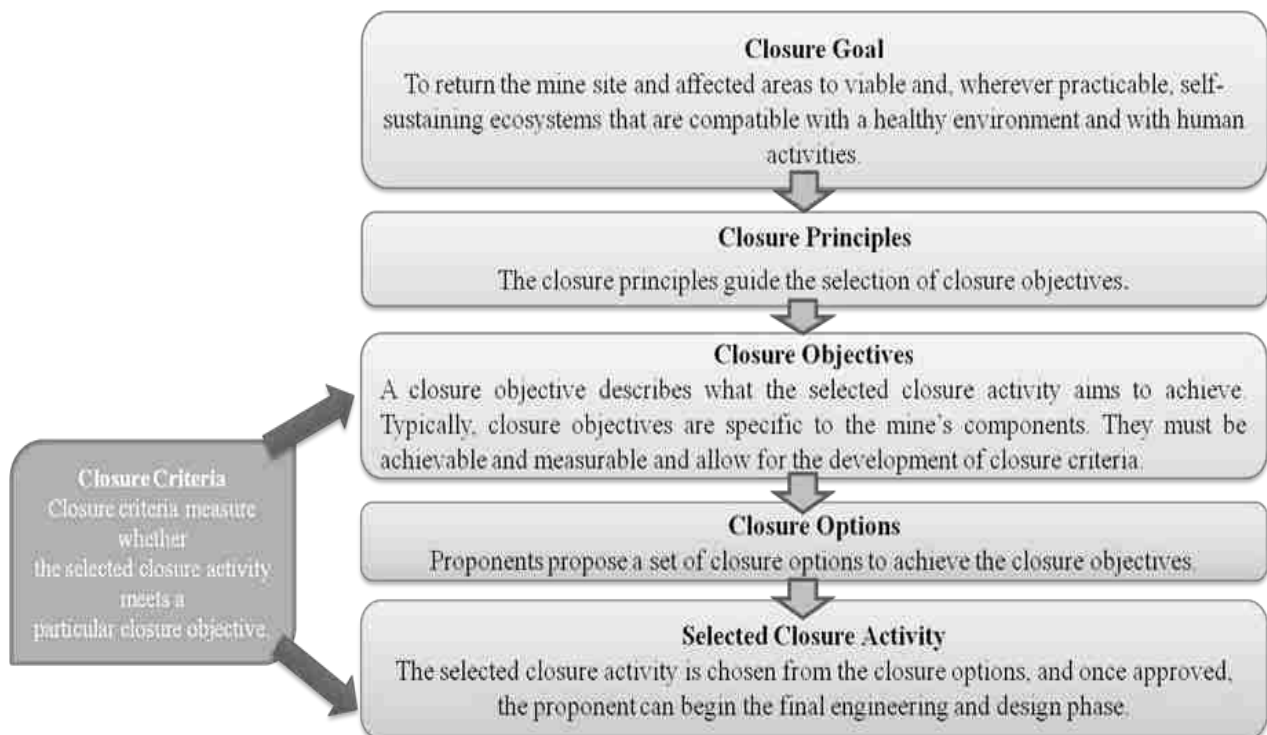 Closure Goal
To return the mine site and affected areas to viable and, wherever practicable, self-
sustaining ecosystems that are compatible with a healthy environment and with human
activities.
Closure Principles
The closure principles guide the selection of closure objectives.
Closure Objectives
A closure objective describes what the selected closure activity aims to achieve.
Typically, closure objectives are specific to the mine's components. They must be
achievable and measurable and allow for the development of closure criteria.
Closure Criteria
Closure criteria measure
whether
the selected closure activity
meets a
particular closure objective.
Closure Options
Proponents propose a set of closure options to achieve the closure objectives.
Selected Closure Activity
The selected closure activity is chosen from the closure options, and once approved,
the proponent can begin the final engineering and design phase.